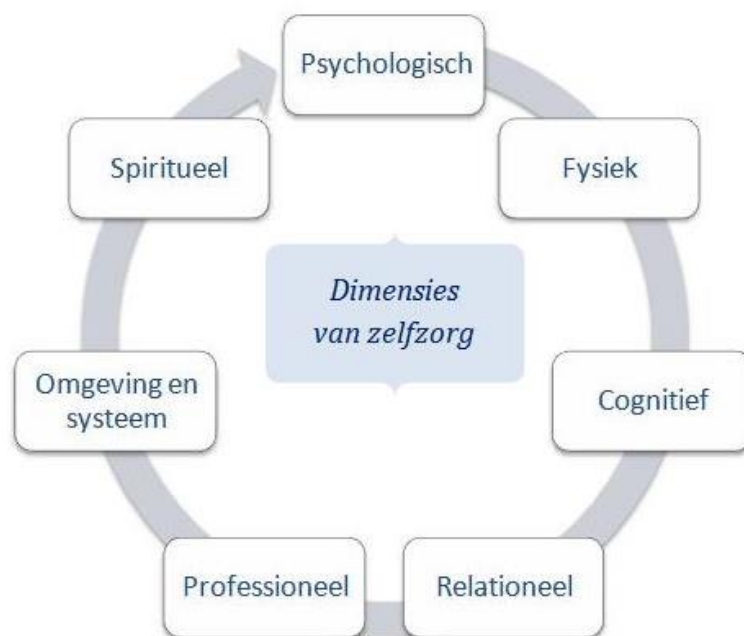 Psychologisch
Fysiek
Cognitief
Relationeel
Professioneel
Omgeving en
systeem
Spiritueel
Dimensies
van zelfzorg